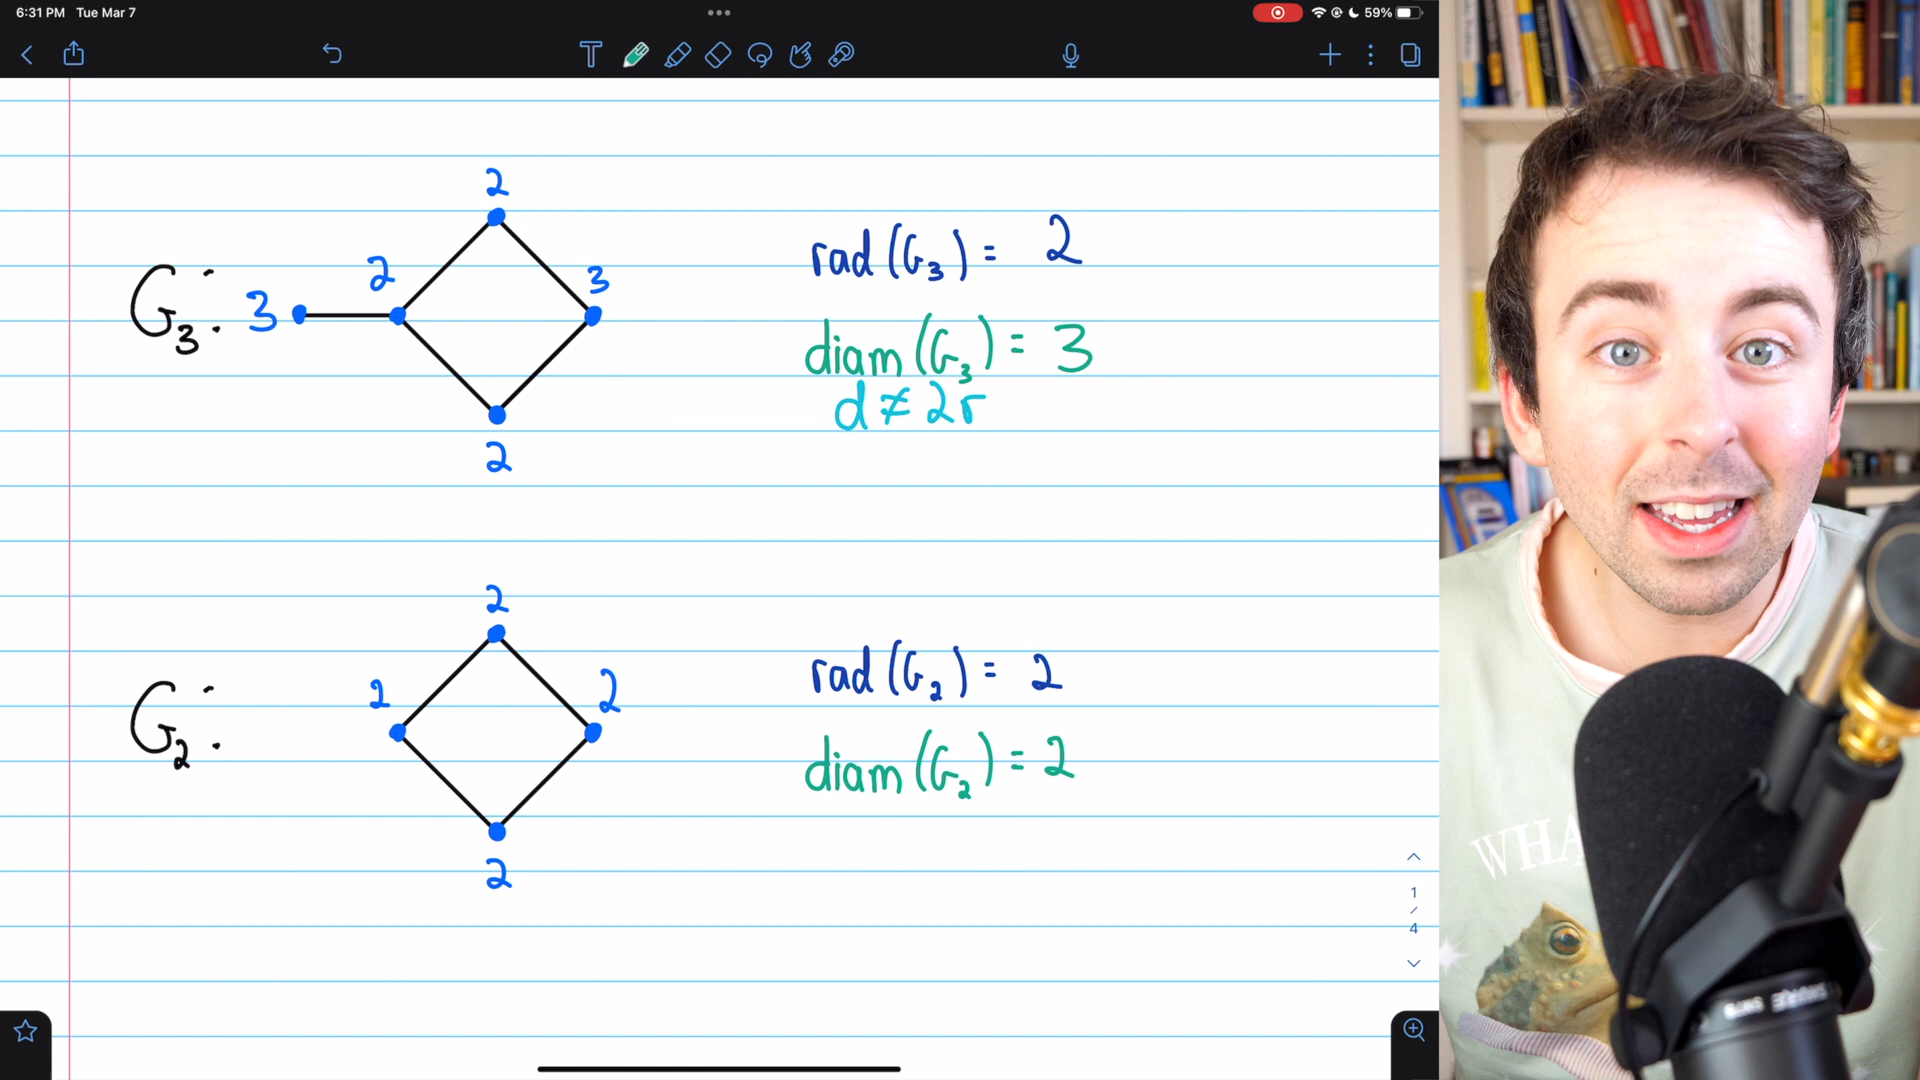 6:31 PM Tue Mar 7
59%
2
2
3
G3:
3
2
rad (G3) = 2
diam (G3) = 3
d ≠ 2r
2
2
2
G2:
2
rad (G2) = 2
diam (G2) = 2
1
/
4
WHA